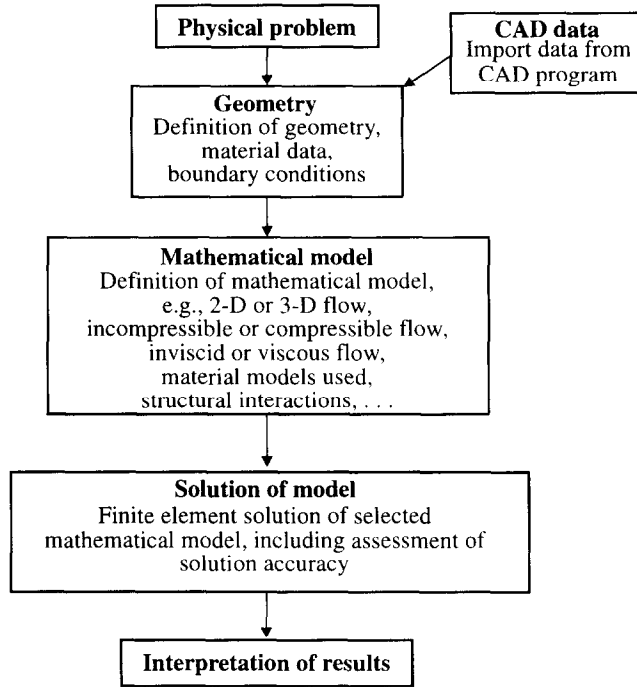 Physical problem
CAD data
Import data from
CAD program
Geometry
Definition of geometry,
material data,
boundary conditions
Mathematical model
Definition of mathematical model,
e.g., 2-D or 3-D flow,
incompressible or compressible flow,
inviscid or viscous flow,
material models used,
structural interactions, . . .
Solution of model
Finite element solution of selected
mathematical model, including assessment of
solution accuracy
Interpretation of results